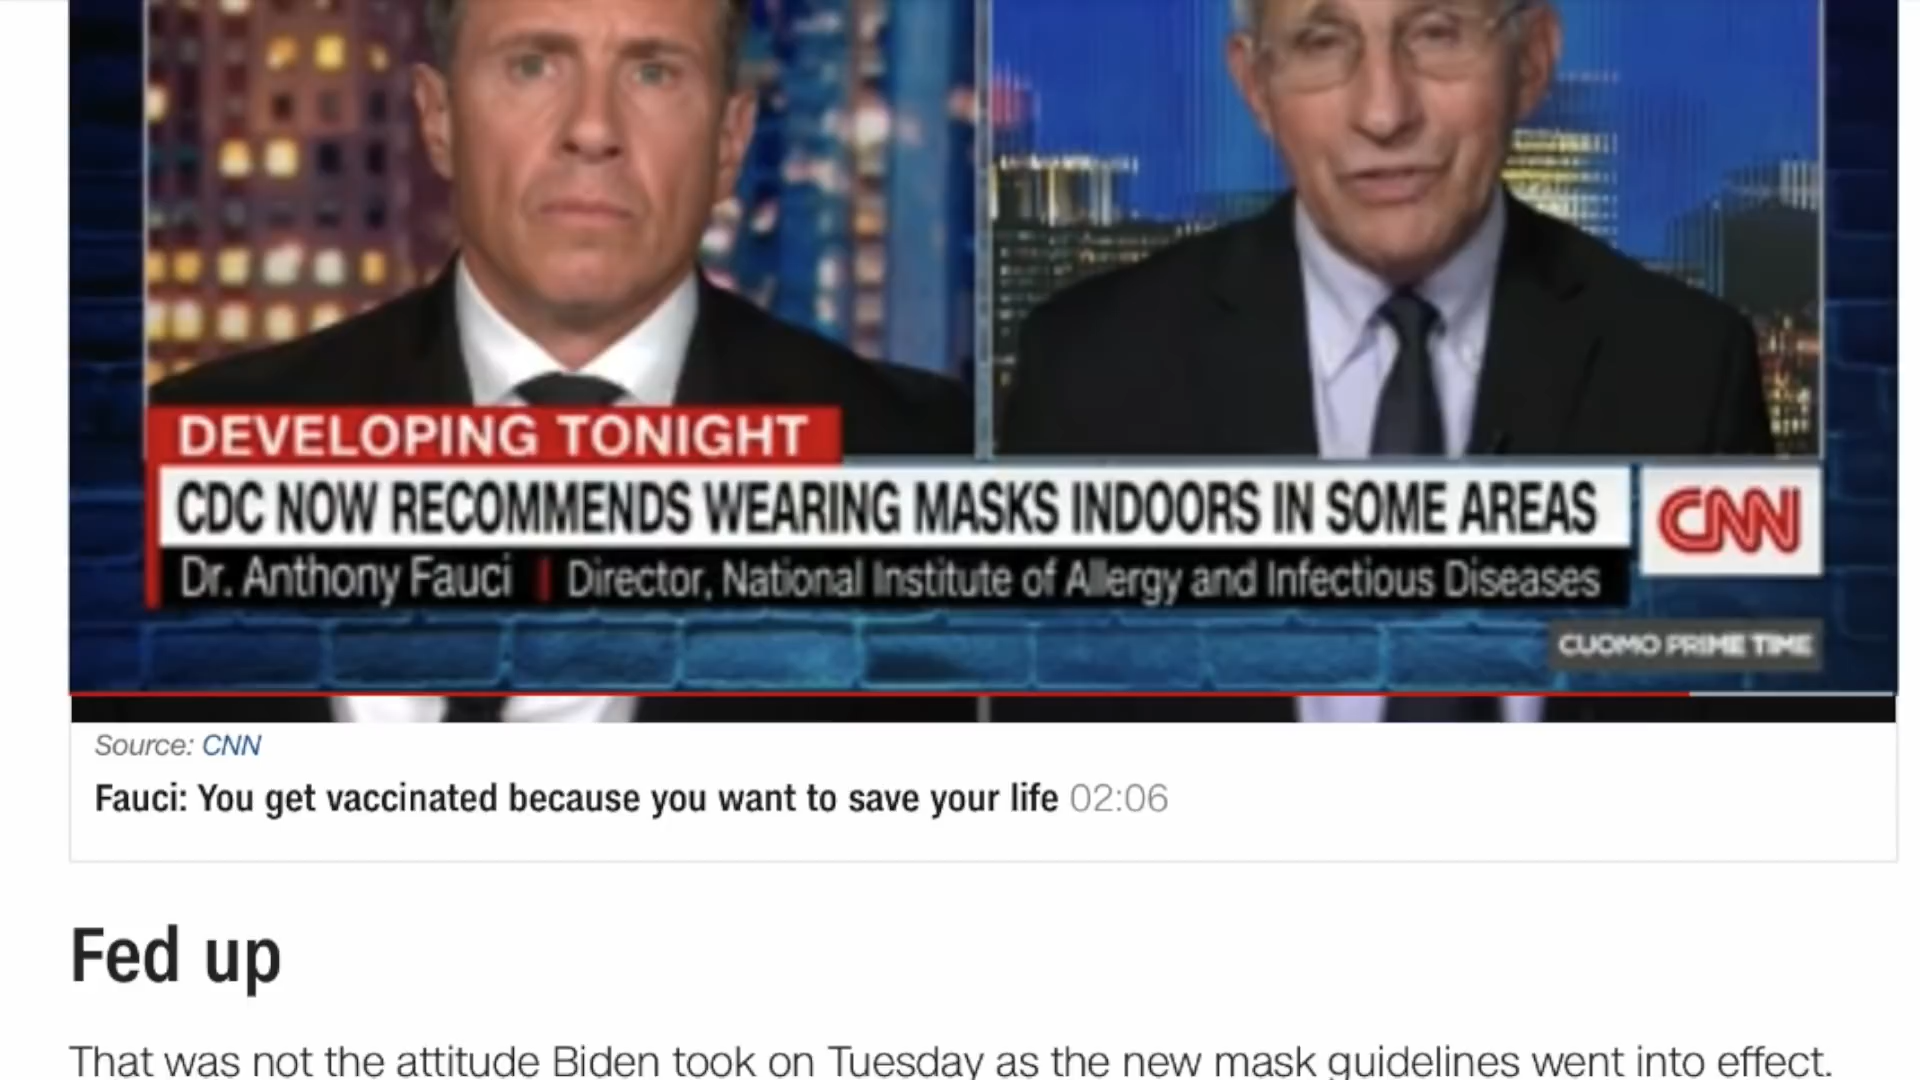 DEVELOPING TONIGHT
CDC NOW RECOMMENDS WEARING MASKS INDOORS IN SOME AREAS
CNN
Dr. Anthony Fauci | Director, National Institute of Allergy and Infectious Diseases
CUOMO PRIME TIME
Source: CNN
Fauci: You get vaccinated because you want to save your life 02:06
Fed up
That was not the attitude Biden took on Tuesday as the new mask guidelines went into effect.